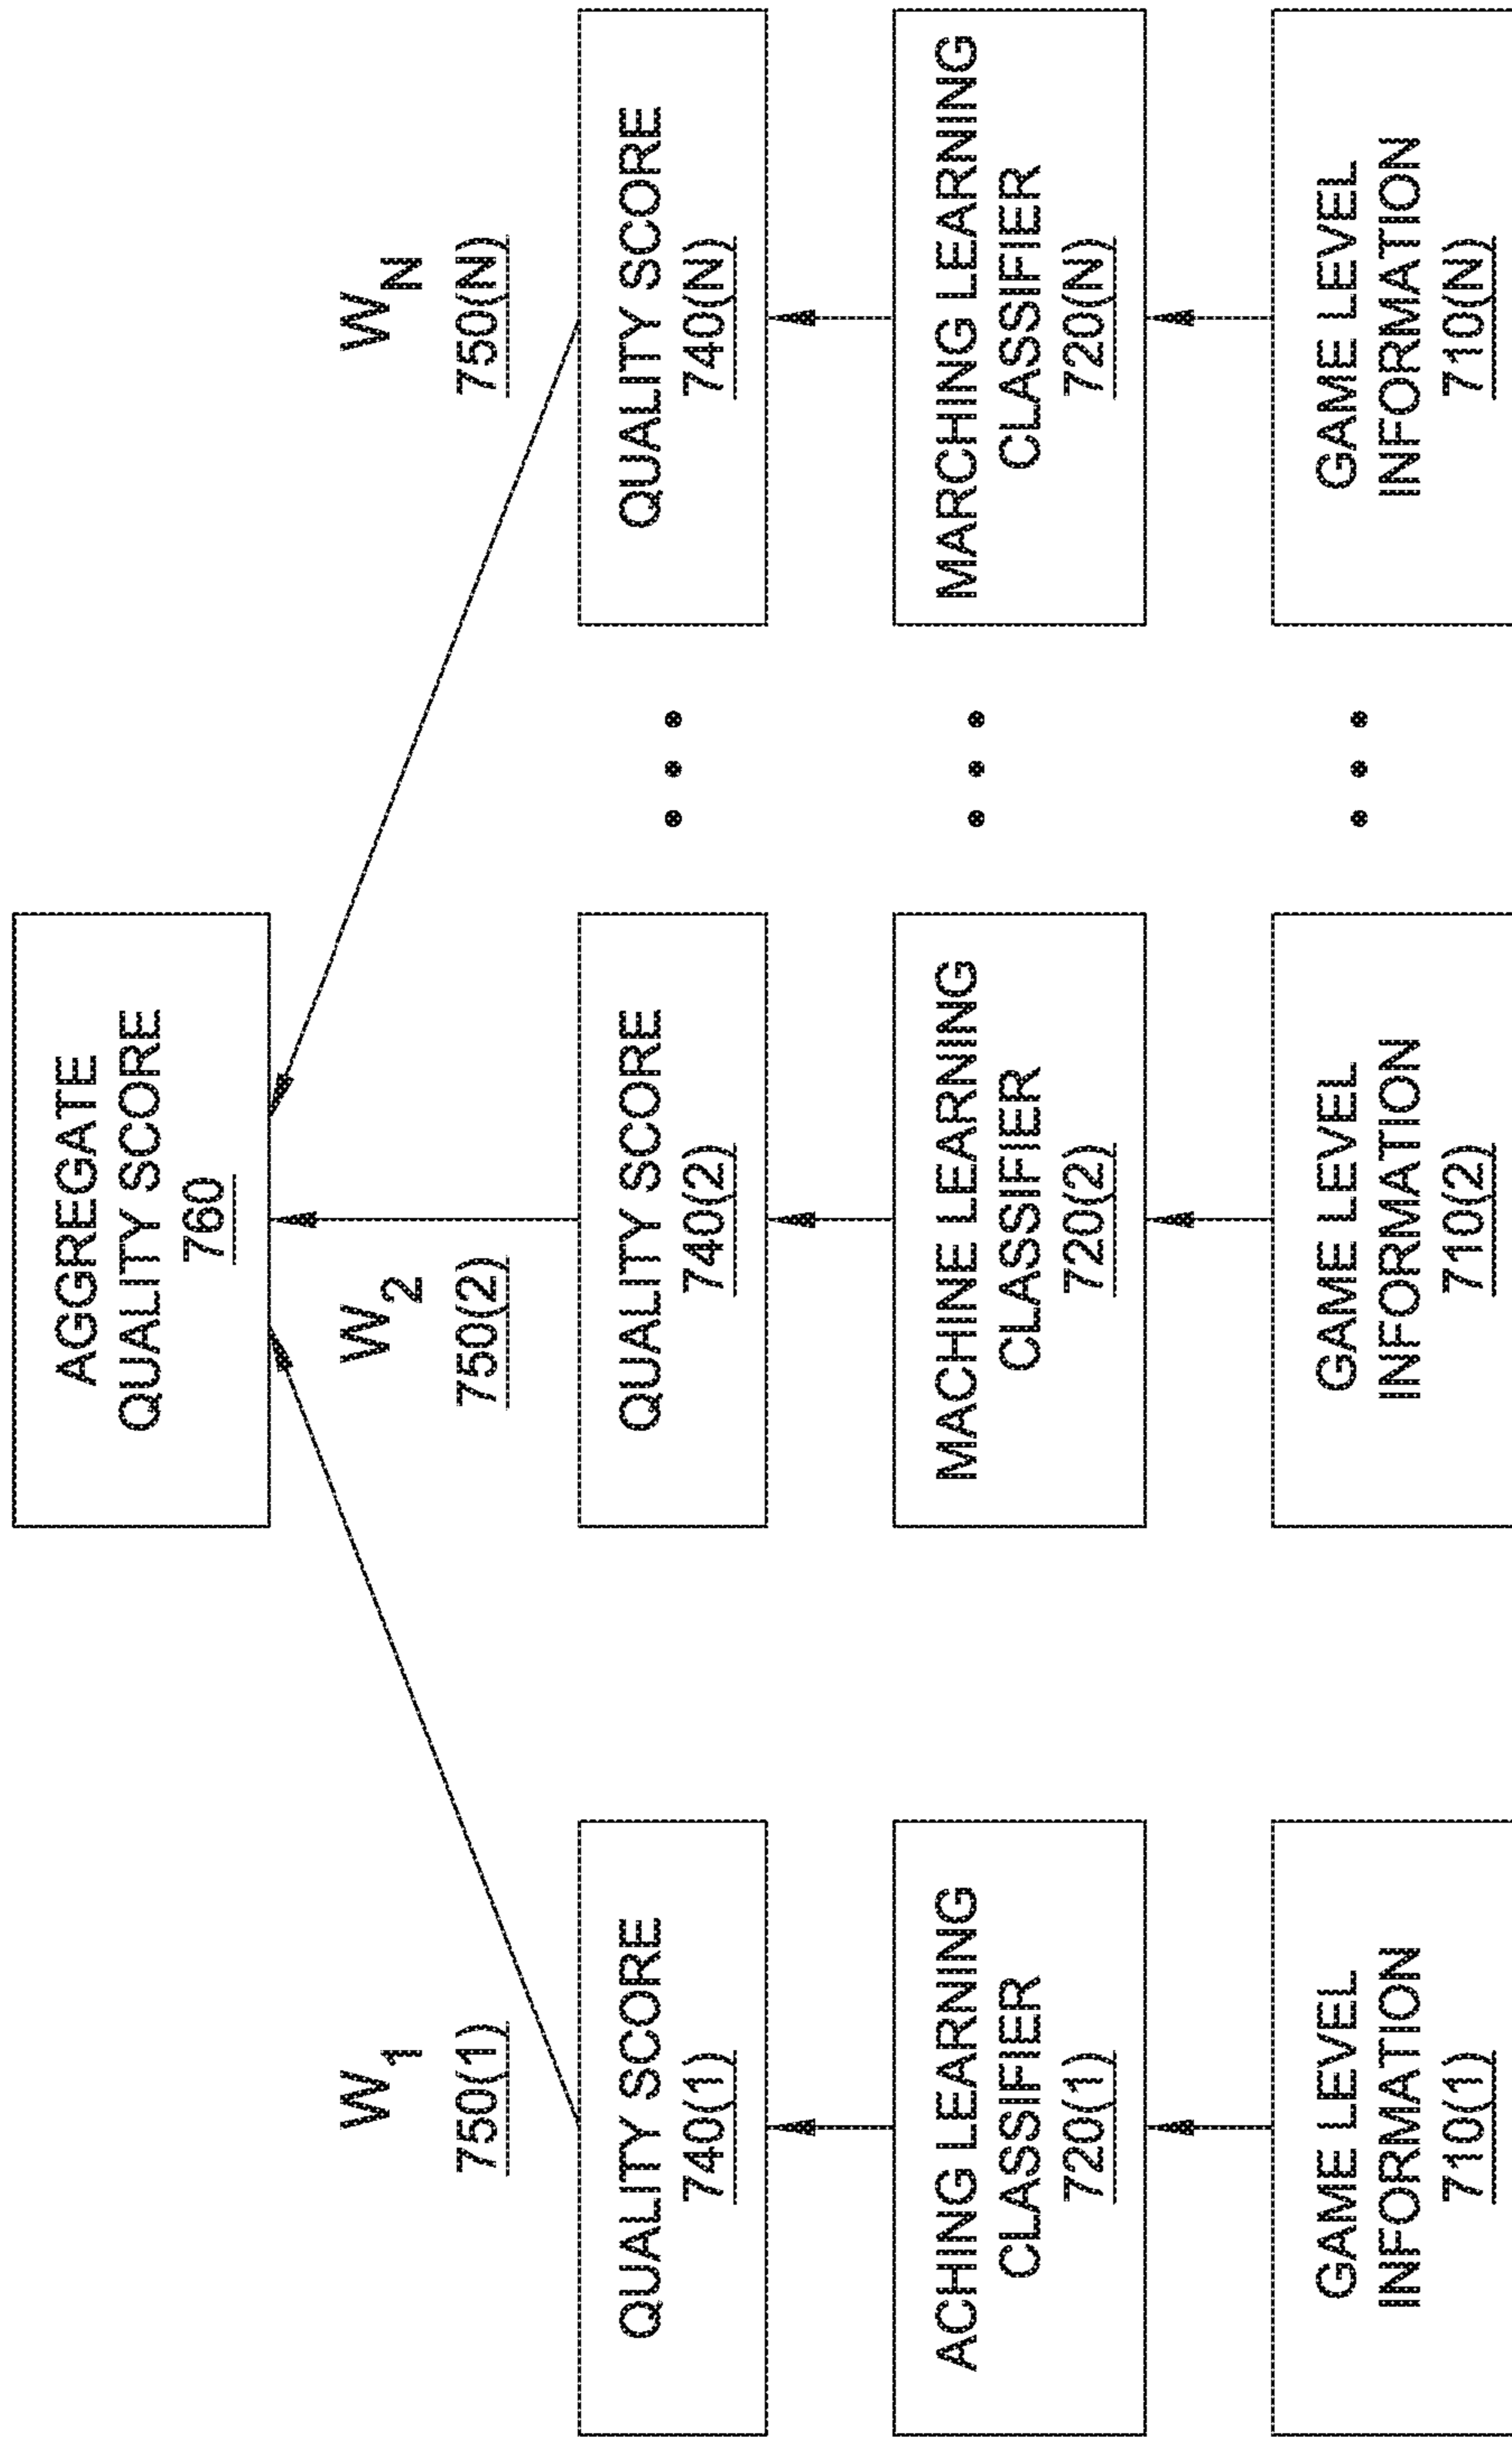 AGGREGATE
QUALITY SCORE
760
W1
750(1)
W2
750(2)
WN
750(N)
QUALITY SCORE
740(1)
QUALITY SCORE
740(2)
QUALITY SCORE
740(N)
ACHING LEARNING
CLASSIFIER
720(1)
MACHINE LEARNING
CLASSIFIER
720(2)
MARCHING LEARNING
CLASSIFIER
720(N)
GAME LEVEL
INFORMATION
710(1)
GAME LEVEL
INFORMATION
710(2)
GAME LEVEL
INFORMATION
710(N)